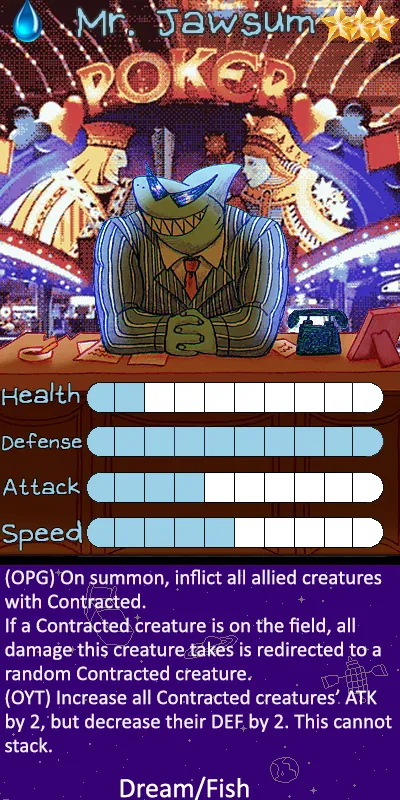 Mr. Jawsum
POKER
Health
Defense
Attack
Speed
(OPG) On summon, inflict all allied creatures
with Contracted.
If a Contracted creature is on the field, all
damage this creature takes is redirected to a
random Contracted creature.
(OYT) Increase all Contracted creatures’ ATK
by 2, but decrease their DEF by 2. This cannot
stack.
Dream/Fish